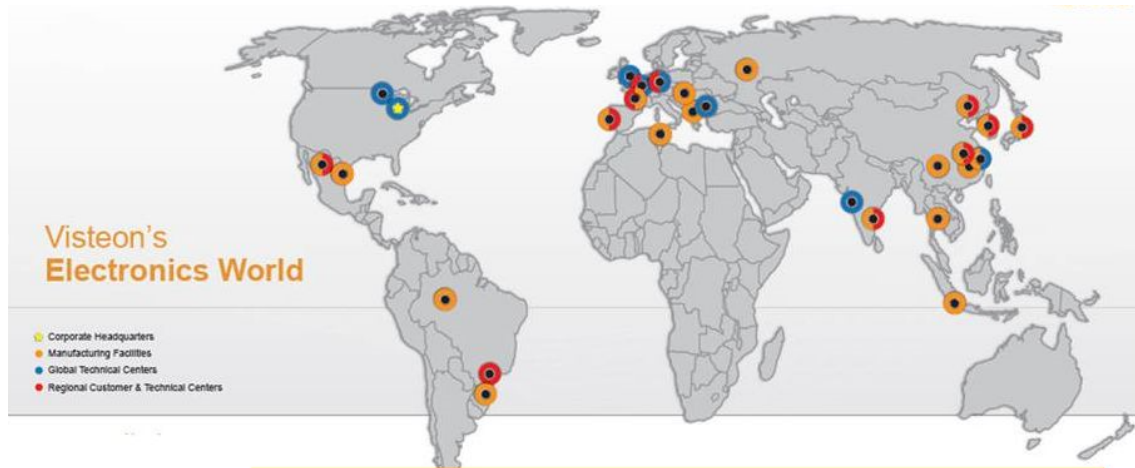 Visteon's
Electronics World
Corporate Headquarters
Manufacturing Facilities
Global Technical Centers
Regional Customer & Technical Centers